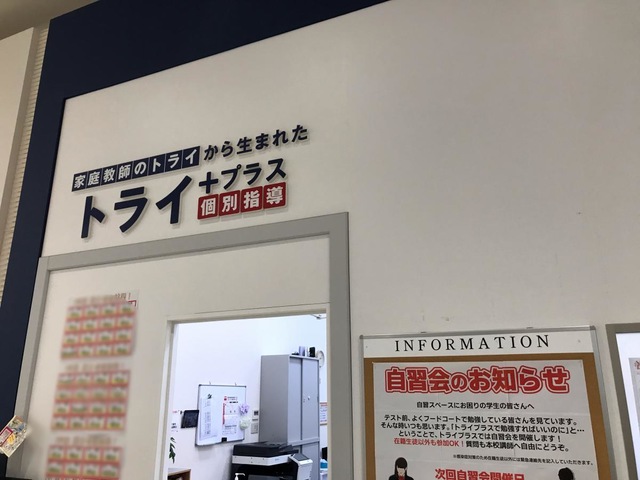 家庭教師のトライから生まれた
トライ+プラス
個別指導
INFORMATION
自習会のお知らせ
自習スペースにお困りの学生の皆さんへ
テスト前、よくフードコートで勉強している皆さんを見ています。
そんな時いつも思います。「トライプラスで勉強すればいいのに」と…
ということで、トライプラスでは自習会を開催します！
在籍生徒以外も参加OK！質問も本校講師へ自由にどうぞ。
次回自習会開催日